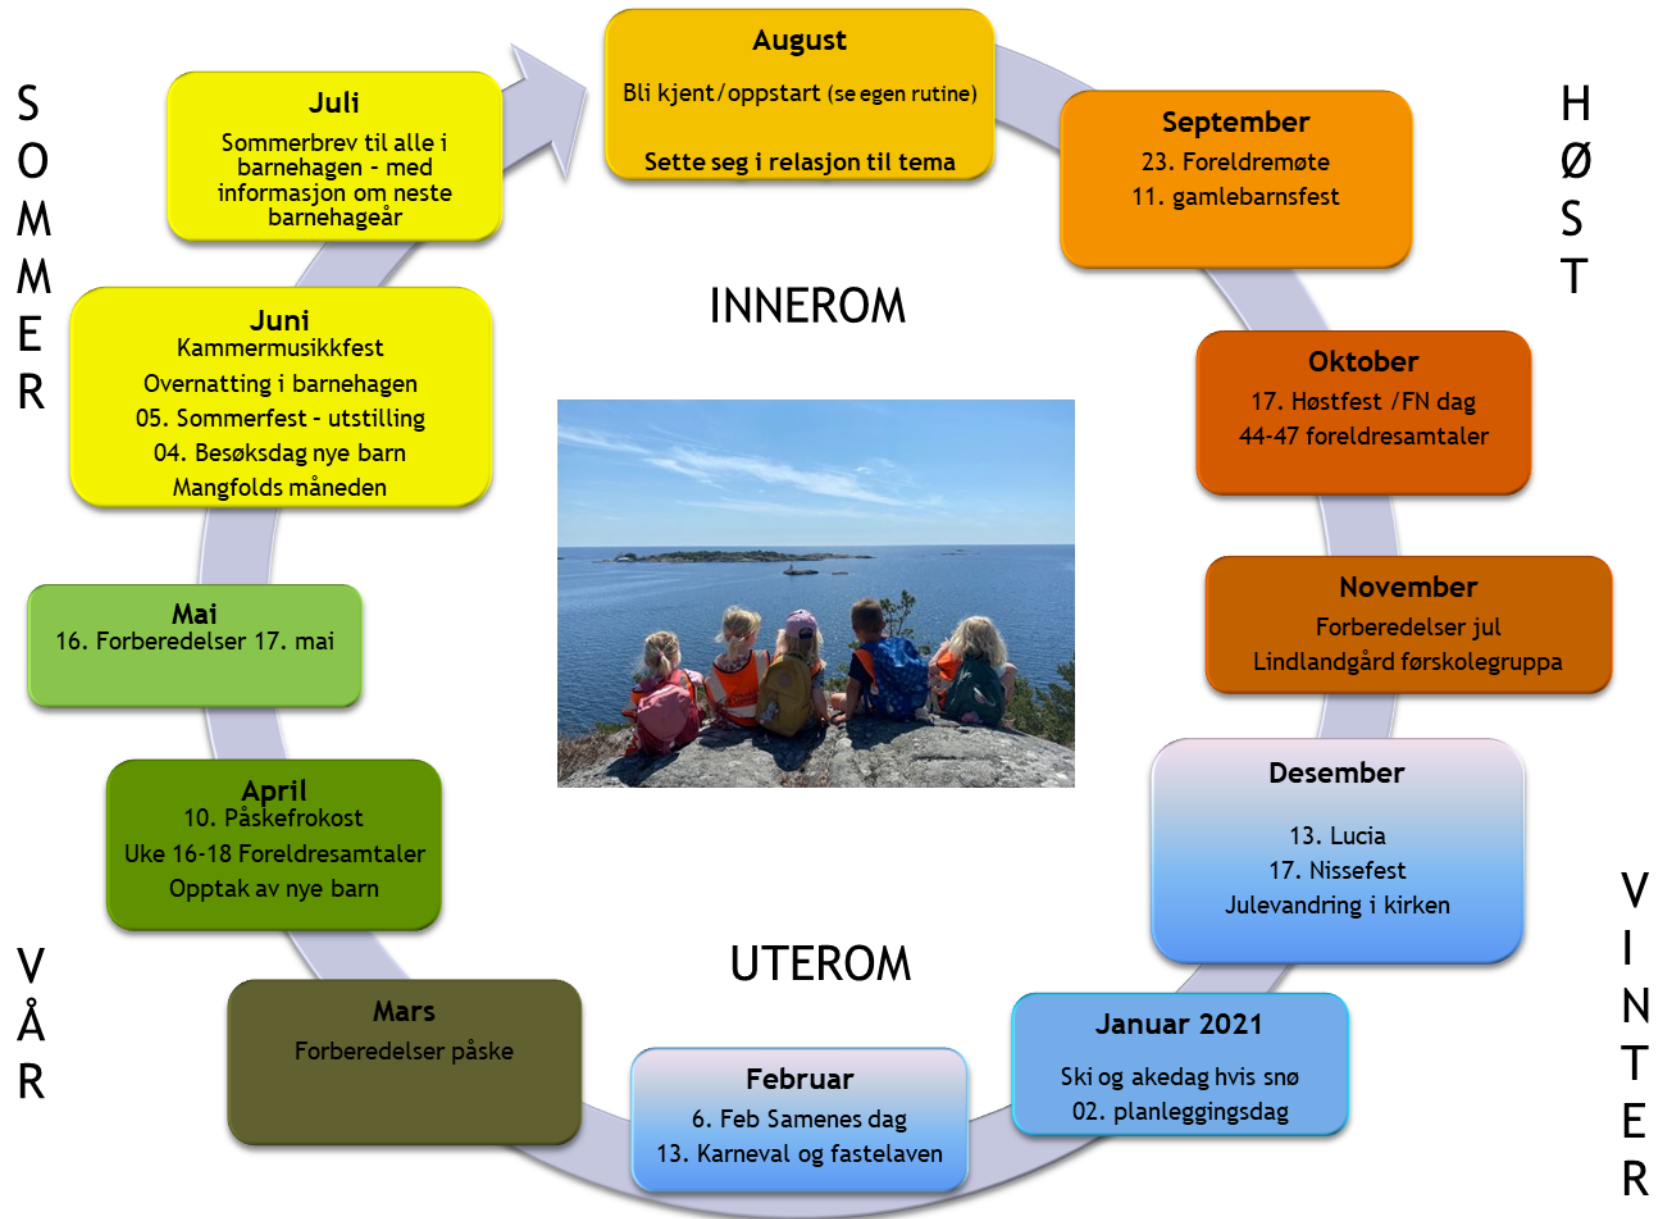 August
Bli kjent/oppstart (se egen rutine)
Sette seg i relasjon til tema
September
23. Foreldremøte
11. gamlebarnsfest
Oktober
17. Høstfest /FN dag
44-47 foreldresamtaler
November
Forberedelser jul
Lindlandgård førskolegruppa
Desember
13. Lucia
17. Nissefest
Julevandring i kirken
Januar 2021
Ski og akedag hvis snø
02. planleggingsdag
Februar
6. Feb Samenes dag
13. Karneval og fastelaven
Mars
Forberedelser påske
April
10. Påskefrokost
Uke 16-18 Foreldresamtaler
Opptak av nye barn
Mai
16. Forberedelser 17. mai
Juni
Kammermusikkfest
Overnatting i barnehagen
05. Sommerfest - utstilling
04. Besøksdag nye barn
Mangfolds måneden
Juli
Sommerbrev til alle i
barnehagen - med
informasjon om neste
barnehageår
INNEROM
UTEROM
SOMMER
HØST
VINTER
VÅR